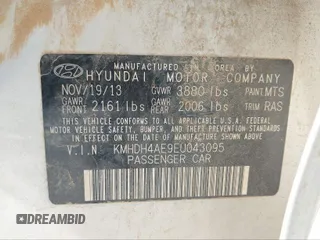 MANUFACTURED IN KOREA BY
HYUNDAI MOTOR COMPANY
NOV/19/13 GVWR 3880 lbs PAINT MTS
GAWR FRONT 2161 lbs GAWR REAR 2006 lbs TRIM RAS
THIS VEHICLE CONFORMS TO ALL APPLICABLE
FEDERAL MOTOR VEHICLE SAFETY, BUMPER,
AND THEFT PREVENTION STANDARDS IN
EFFECT ON THE DATE OF MANUFACTURE
SHOWN ABOVE.
V.I.N. KMHDH4AE9EU043095
PASSENGER CAR